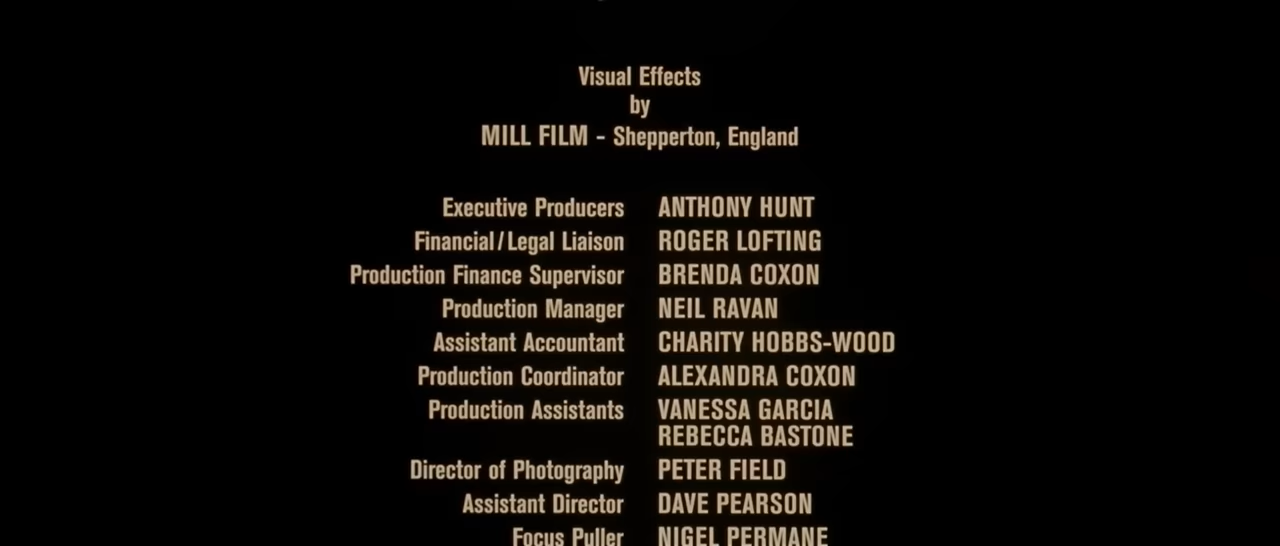 Visual Effects
by
MILL FILM - Shepperton, England
Executive Producers ANTHONY HUNT
Financial/Legal Liaison ROGER LOFTING
Production Finance Supervisor BRENDA COXON
Production Manager NEIL RAVAN
Assistant Accountant CHARITY HOBBS-WOOD
Production Coordinator ALEXANDRA COXON
Production Assistants VANESSA GARCIA
REBECCA BASTONE
Director of Photography PETER FIELD
Assistant Director DAVE PEARSON
Focus Puller NIGEL PERMANE